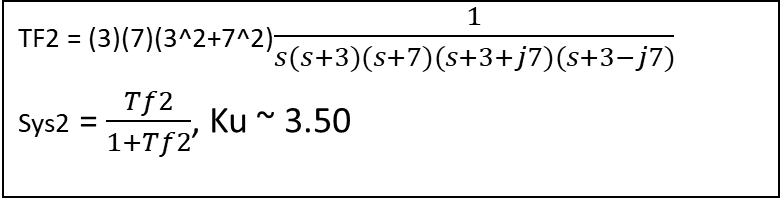 TF2 = (3)(7)(3^2+7^2) 1/s(s+3)(s+7)(s+3+j7)(s+3−j7)
Sys2 = Tf2/1+Tf2, Ku ~ 3.50